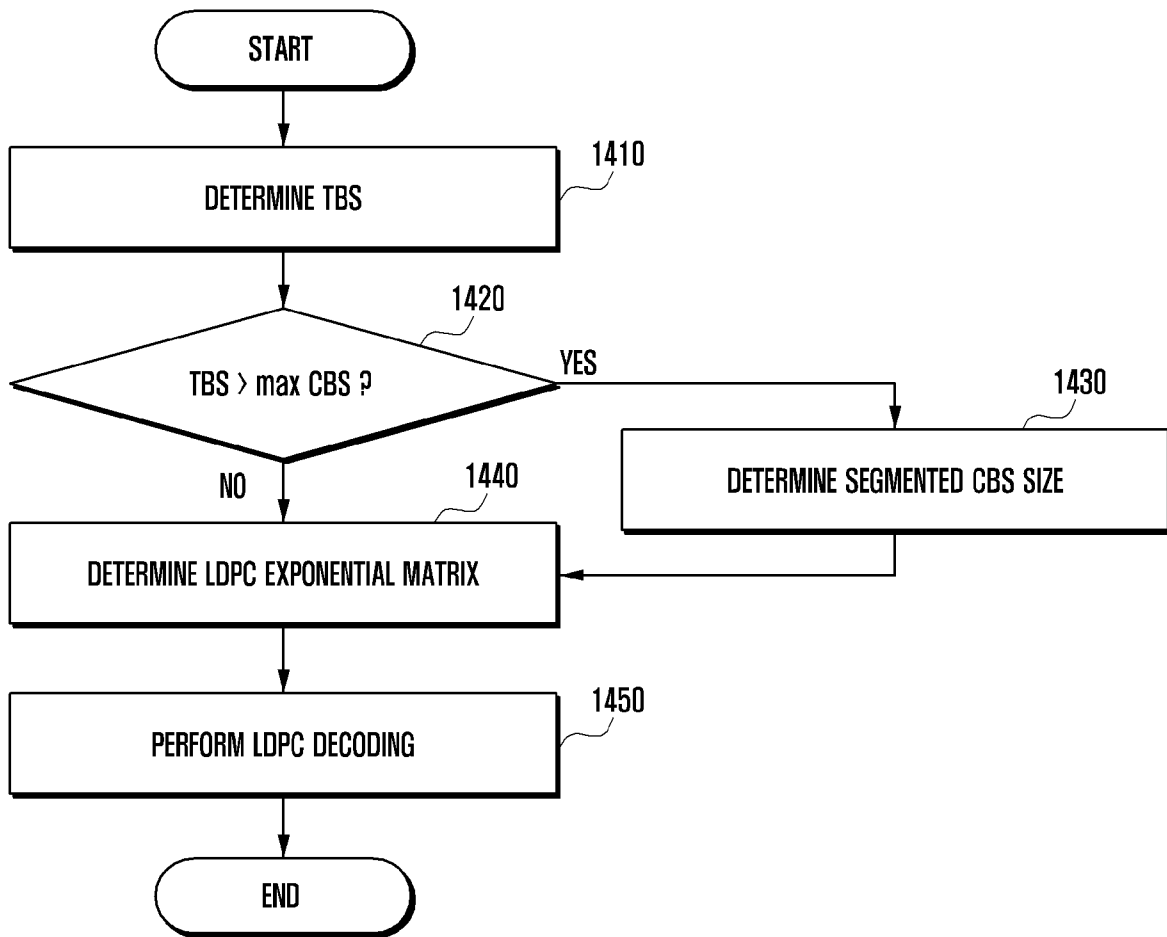 START
1410
DETERMINE TBS
1420
TBS > max CBS ?
YES
1430
DETERMINE SEGMENTED CBS SIZE
NO
1440
DETERMINE LDPC EXPONENTIAL MATRIX
1450
PERFORM LDPC DECODING
END